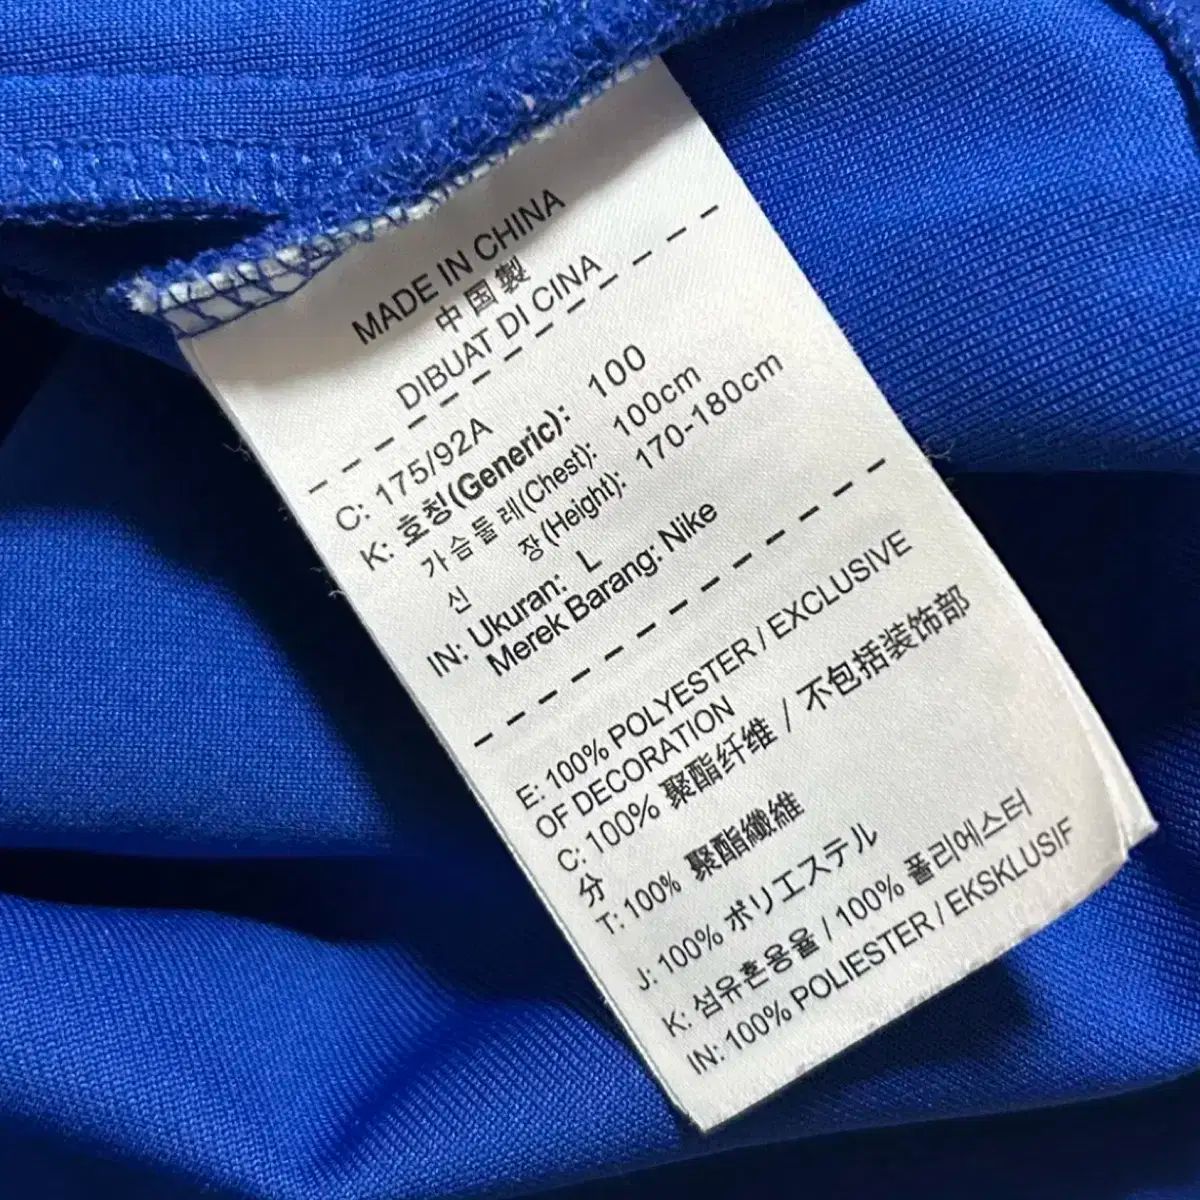 MADE IN CHINA
中国製
DIBUAT DI CINA
C: 175/92A
K: 호칭(Generic): 100
가슴둘레(Chest): 100cm
신 장(Height): 170-180cm
IN: Ukuran: L
Merek Barang: Nike
E: 100% POLYESTER / EXCLUSIVE
OF DECORATION
C: 100% 聚酯纤维 / 不包括装饰部
分
T: 100% 聚酯纖維
J: 100% ポリエステル
K: 섬유혼용율 / 100% 폴리에스터
IN: 100% POLIESTER / EKSKLUSIF